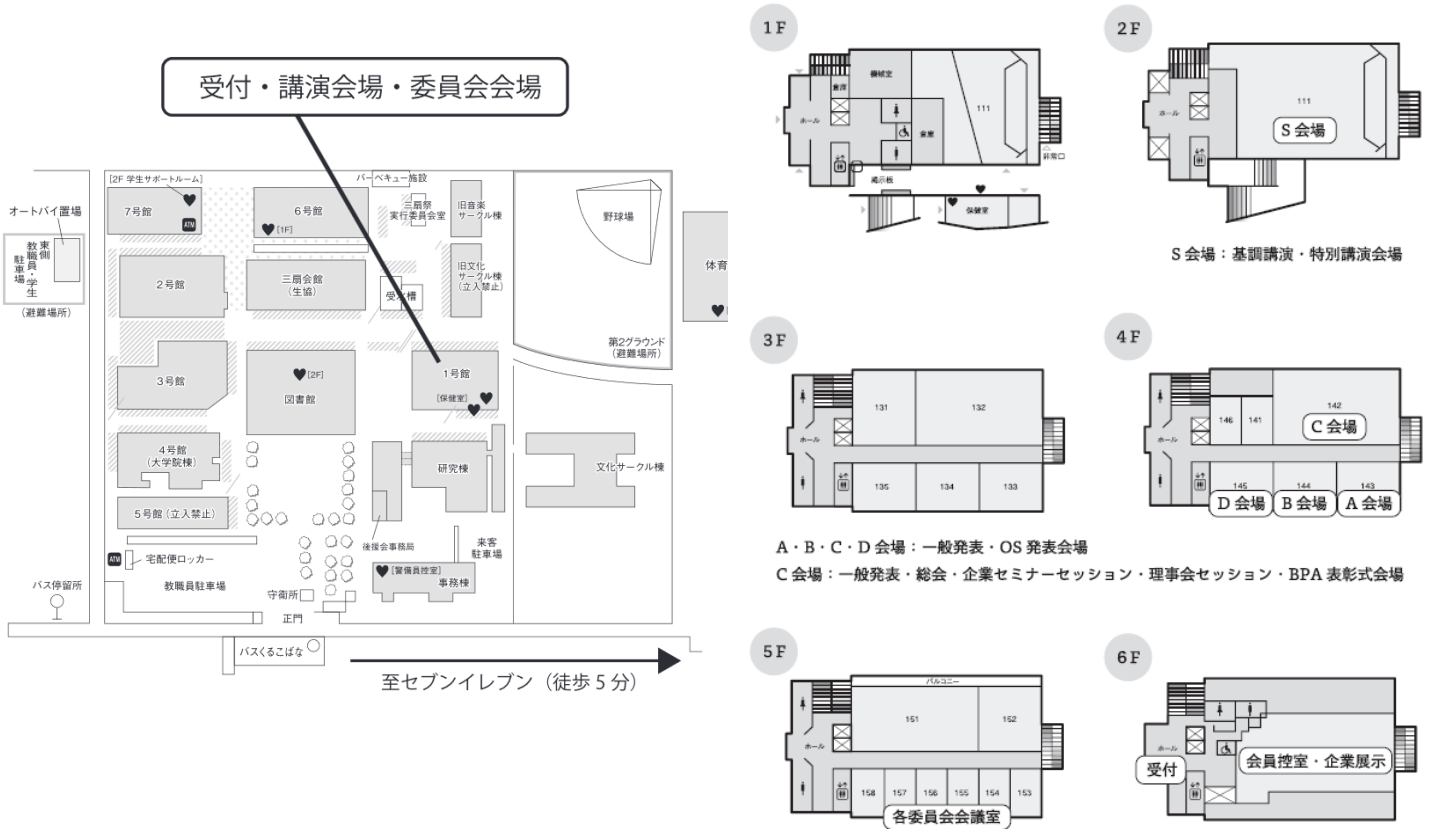 受付・講演会場・委員会会場
[2F 学生サポートルーム]
7号館
ATM
オートバイ置場
東側
教職員・学生
駐車場
(避難場所)
6号館
[1F]
バーベキュー施設
三扇祭
実行委員会室
旧音楽
サークル棟
野球場
体育
2号館
三扇会館
(生協)
受水槽
旧文化
サークル棟
(立入禁止)
第2グラウンド
(避難場所)
3号館
[2F]
図書館
1号館
[保健室]
4号館
(大学院棟)
研究棟
文化サークル棟
5号館(立入禁止)
後援会事務局
来客
駐車場
ATM
宅配便ロッカー
[警備員控室]
事務棟
バス停留所
教職員駐車場
守衛所
正門
バスくるこばな
至セブンイレブン(徒歩5分)
1F
機械室
倉庫
ホール
111
倉庫
非常口
掲示板
保健室
2F
111
ホール
S会場
S会場:基調講演・特別講演会場
3F
131
132
ホール
135
134
133
4F
146
141
142
C会場
ホール
145
144
143
D会場
B会場
A会場
A・B・C・D会場:一般発表・OS発表会場
C会場:一般発表・総会・企業セミナーセッション・理事会セッション・BPA表彰式会場
5F
バルコニー
151
152
ホール
158
157
156
155
154
153
各委員会会議室
6F
ホール
受付
会員控室・企業展示